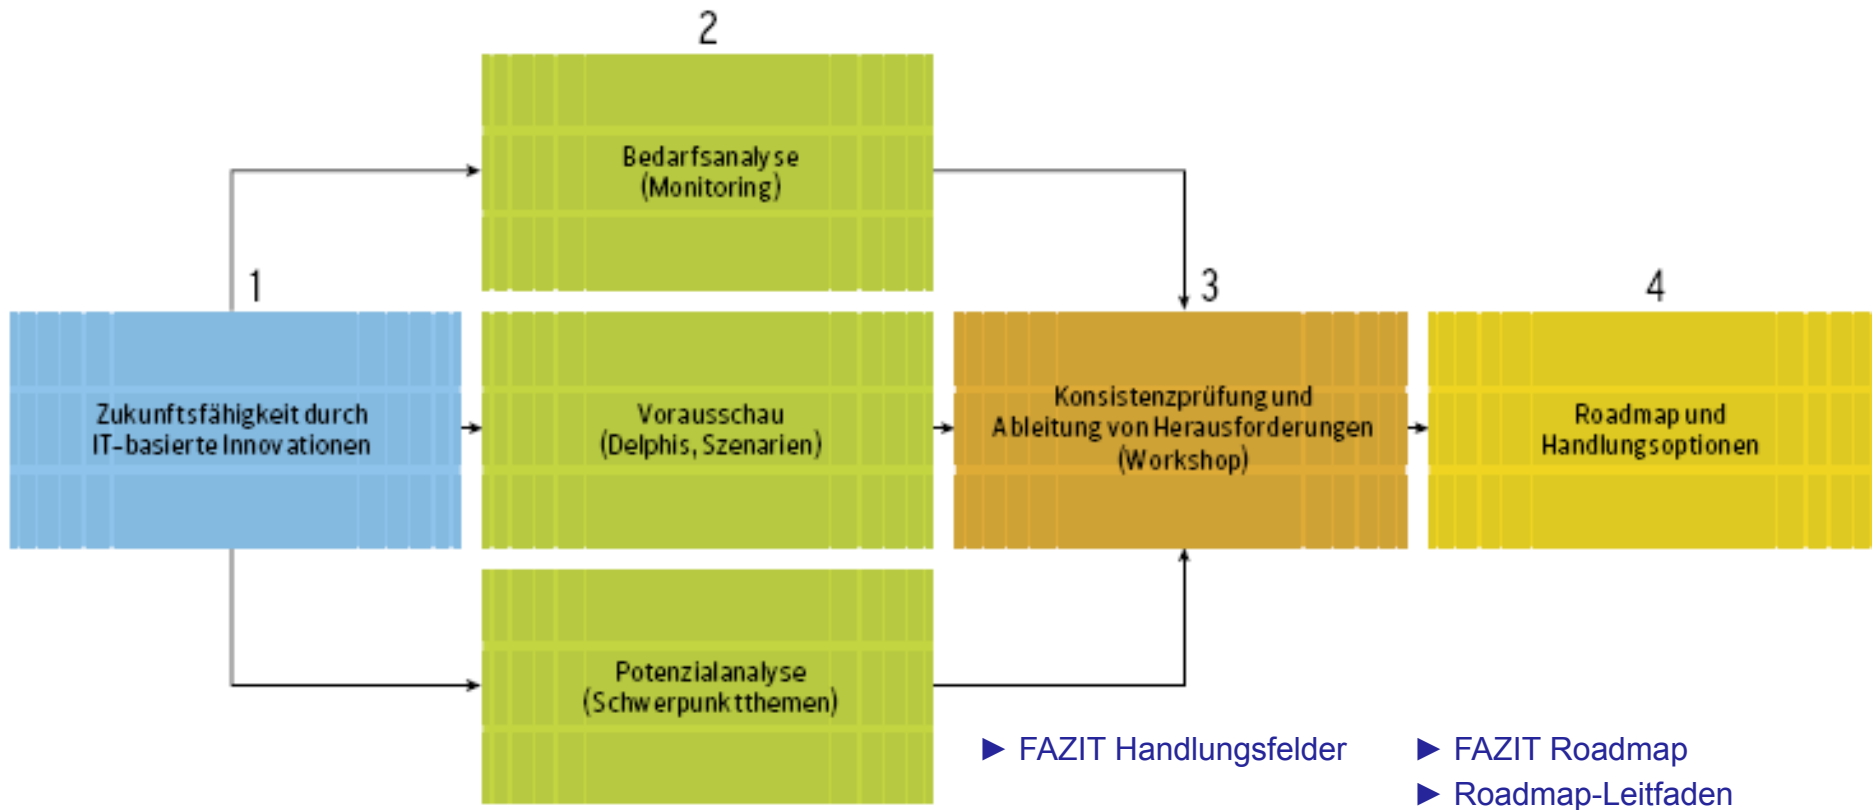 1
Zukunftsfähigkeit durch
IT-basierte Innovationen
2
Bedarfsanalyse
(Monitoring)
Vorausschau
(Delphis, Szenarien)
Potenzialanalyse
(Schwerpunktthemen)
3
Konsistenzprüfung und
Ableitung von Herausforderungen
(Workshop)
4
Roadmap und
Handlungsoptionen
► FAZIT Handlungsfelder
► FAZIT Roadmap
► Roadmap-Leitfaden